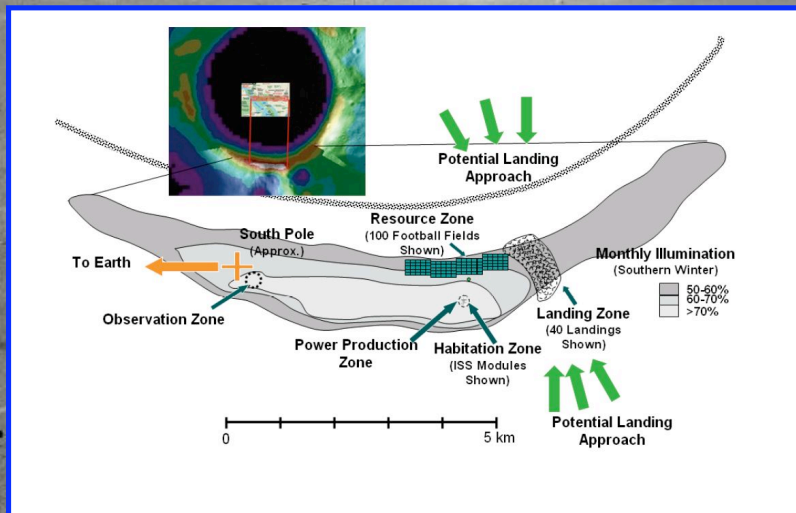 Potential Landing
Approach
South Pole
(Approx.)
Resource Zone
(100 Football Fields
Shown)
To Earth
Monthly Illumination
(Southern Winter)
50-60%
60-70%
>70%
Observation Zone
Power Production
Zone
Habitation Zone
(ISS Modules
Shown)
Landing Zone
(40 Landings
Shown)
Potential Landing
Approach
0
5 km